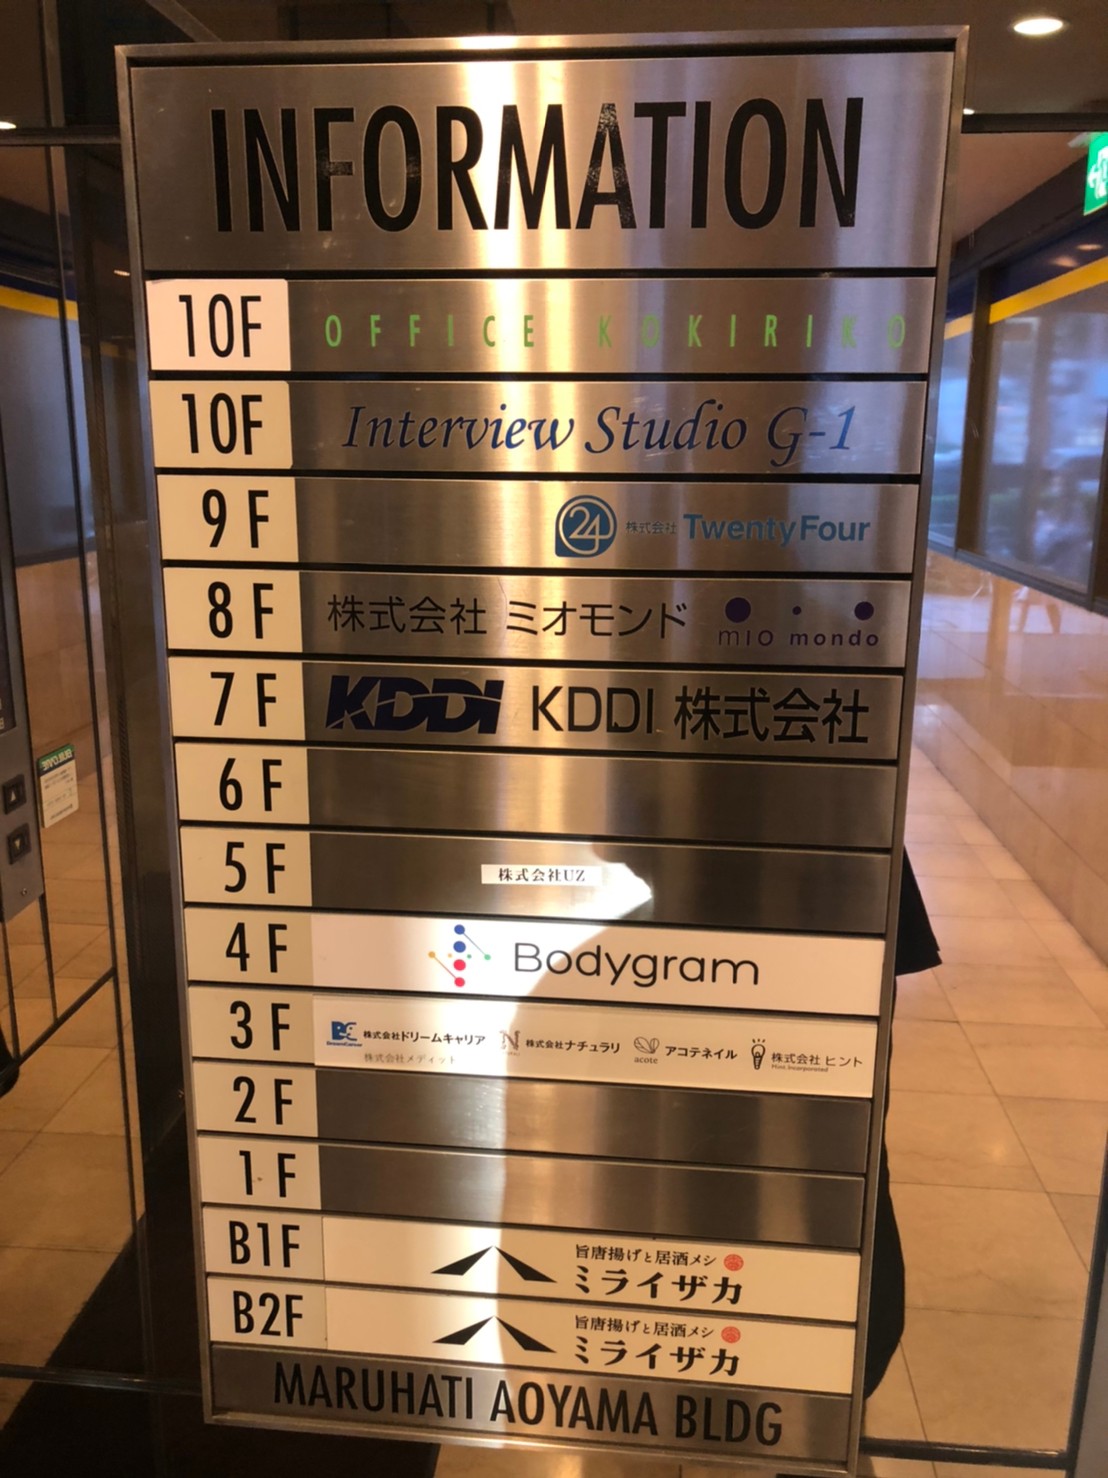 INFORMATION
10F OFFICE KOKIRIKO
10F Interview Studio G-1
9F 24 株式会社 TwentyFour
8F 株式会社 ミオモンド mio mondo
7F KDDI KDDI 株式会社
6F
5F 株式会社UZ
4F Bodygram
3F DC 株式会社ドリームキャリア N 株式会社ナチュラリ アコテネイル 株式会社 ヒント
DreamCareer acote Hint Incorporated
株式会社メディット
2F
1F
B1F 旨唐揚げと居酒メシ
ミライザカ
B2F 旨唐揚げと居酒メシ
ミライザカ
MARUHATI AOYAMA BLDG